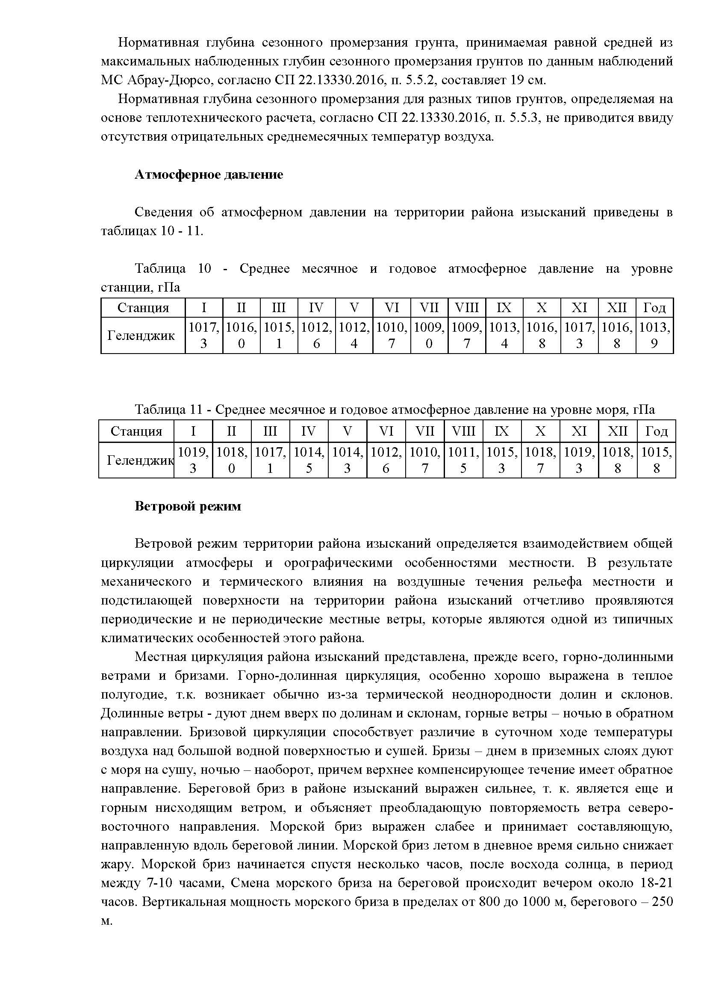 Нормативная глубина сезонного промерзания грунта, принимаемая равной средней из
максимальных наблюденных глубин сезонного промерзания грунтов по данным наблюдений
МС Абрау-Дюрсо, согласно СП 22.13330.2016, п. 5.5.2, составляет 19 см.
Нормативная глубина сезонного промерзания для разных типов грунтов, определяемая на
основе теплотехнического расчета, согласно СП 22.13330.2016, п. 5.5.3, не приводится ввиду
отсутствия отрицательных среднемесячных температур воздуха.
Атмосферное давление
Сведения об атмосферном давлении на территории района изысканий приведены в
таблицах 10 - 11.
Таблица 10 - Среднее месячное и годовое атмосферное давление на уровне
станции, гПа
Станция I II III IV V VI VII VIII IX X XI XII Год
Геленджик 1017,3 1016,0 1015,1 1012,6 1012,4 1010,7 1009,0 1009,7 1013,4 1016,8 1017,3 1016,8 1013,9
Таблица 11 - Среднее месячное и годовое атмосферное давление на уровне моря, гПа
Станция I II III IV V VI VII VIII IX X XI XII Год
Геленджик 1019,3 1018,0 1017,1 1014,5 1014,3 1012,6 1010,7 1011,5 1015,3 1018,7 1019,3 1018,8 1015,8
Ветровой режим
Ветровой режим территории района изысканий определяется взаимодействием общей
циркуляции атмосферы и орографическими особенностями местности. В результате
механического и термического влияния на воздушные течения рельефа местности и
подстилающей поверхности на территории района изысканий отчетливо проявляются
периодические и не периодические местные ветры, которые являются одной из типичных
климатических особенностей этого района.
Местная циркуляция района изысканий представлена, прежде всего, горно-долинными
ветрами и бризами. Горно-долинная циркуляция, особенно хорошо выражена в теплое
полугодие, т.к. возникает обычно из-за термической неоднородности долин и склонов.
Долинные ветры - дуют днем вверх по долинам и склонам, горные ветры – ночью в обратном
направлении. Бризовой циркуляции способствует различие в суточном ходе температуры
воздуха над большой водной поверхностью и сушей. Бризы – днем в приземных слоях дуют
с моря на сушу, ночью – наоборот, причем верхнее компенсирующее течение имеет обратное
направление. Береговой бриз в районе изысканий выражен сильнее, т. к. является еще и
горным нисходящим ветром, и объясняет преобладающую повторяемость ветра северо-
восточного направления. Морской бриз выражен слабее и принимает составляющую,
направленную вдоль береговой линии. Морской бриз летом в дневное время сильно снижает
жару. Морской бриз начинается спустя несколько часов, после восхода солнца, в период
между 7-10 часами, Смена морского бриза на береговой происходит вечером около 18-21
часов. Вертикальная мощность морского бриза в пределах от 800 до 1000 м, берегового – 250
м.